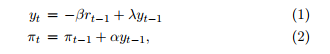 y_t = −βr_{t−1} + λy_{t−1} (1)
π_t = π_{t−1} + αy_{t−1}, (2)